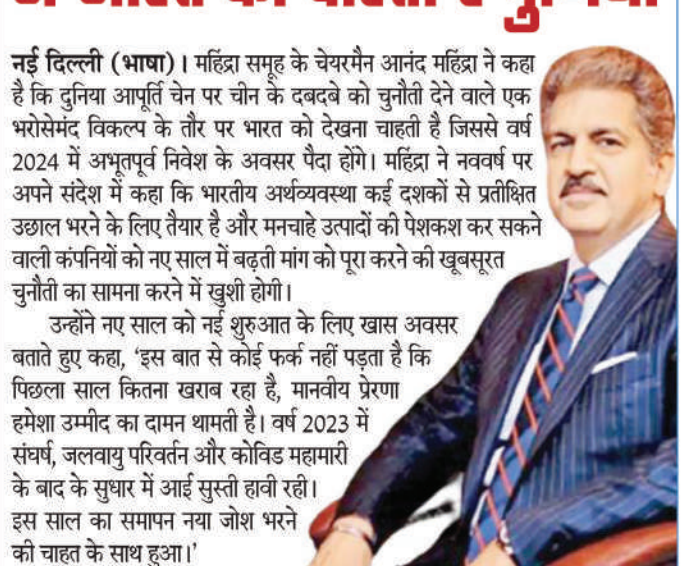 नई दिल्ली (भाषा)। महिंद्रा समूह के चेयरमैन आनंद महिंद्रा ने कहा
है कि दुनिया आपूर्ति चेन पर चीन के दबदबे को चुनौती देने वाले एक
भरोसेमंद विकल्प के तौर पर भारत को देखना चाहती है जिससे वर्ष
2024 में अभूतपूर्व निवेश के अवसर पैदा होंगे। महिंद्रा ने नववर्ष पर
अपने संदेश में कहा कि भारतीय अर्थव्यवस्था कई दशकों से प्रतीक्षित
उछाल भरने के लिए तैयार है और मनचाहे उत्पादों की पेशकश कर सकने
वाली कंपनियों को नए साल में बढ़ती मांग को पूरा करने की खूबसूरत
चुनौती का सामना करने में खुशी होगी।
उन्होंने नए साल को नई शुरुआत के लिए खास अवसर
बताते हुए कहा, ‘इस बात से कोई फर्क नहीं पड़ता है कि
पिछला साल कितना खराब रहा है, मानवीय प्रेरणा
हमेशा उम्मीद का दामन थामती है। वर्ष 2023 में
संघर्ष, जलवायु परिवर्तन और कोविड महामारी
के बाद के सुधार में आई सुस्ती हावी रही।
इस साल का समापन नया जोश भरने
की चाहत के साथ हुआ।’